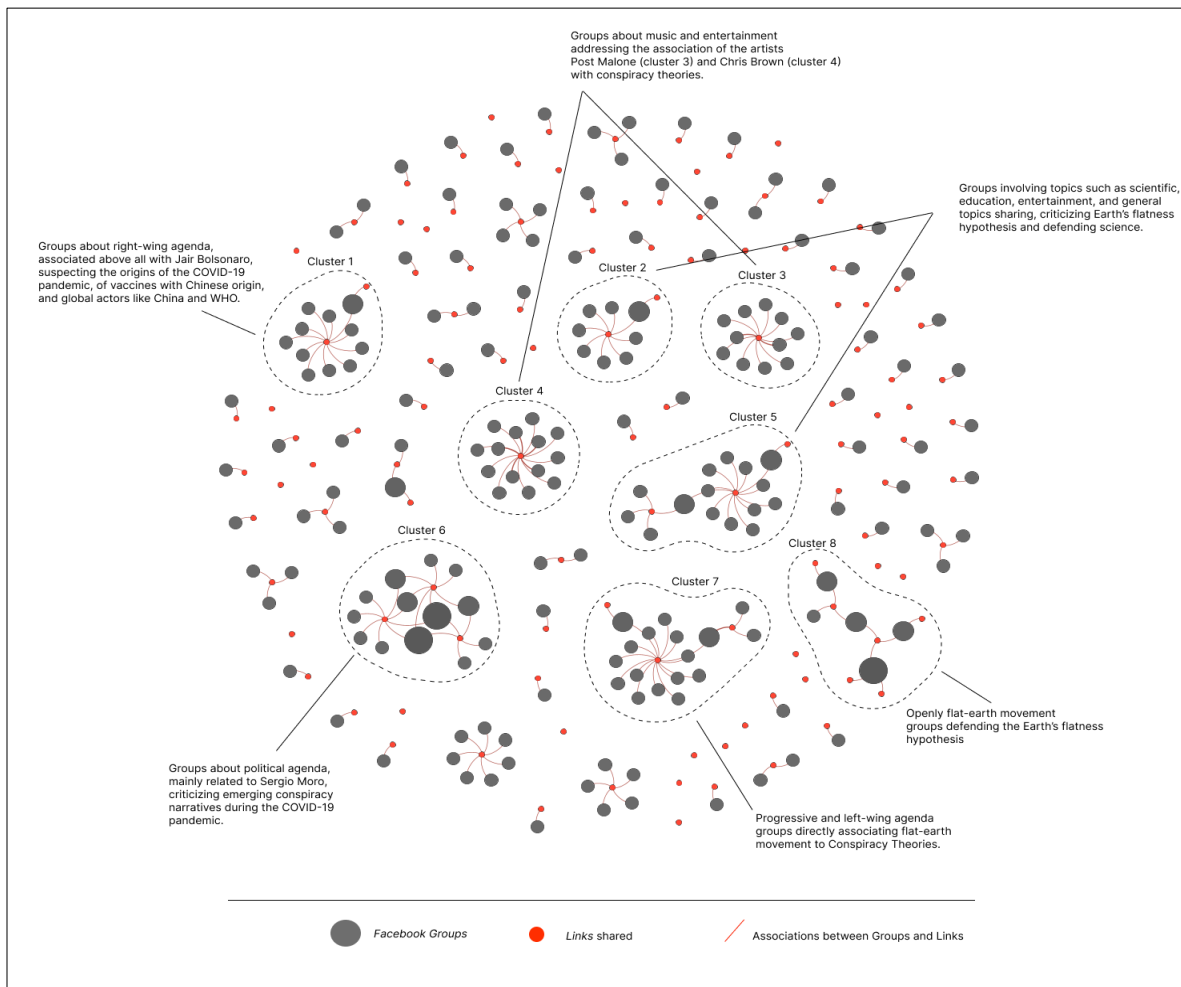 Groups about music and entertainment
addressing the association of the artists
Post Malone (cluster 3) and Chris Brown (cluster 4)
with conspiracy theories.
Groups involving topics such as scientific,
education, entertainment, and general
topics sharing, criticizing Earth's flatness
hypothesis and defending science.
Groups about right-wing agenda,
associated above all with Jair Bolsonaro,
suspecting the origins of the COVID-19
pandemic, of vaccines with Chinese origin,
and global actors like China and WHO.
Cluster 1
Cluster 2
Cluster 3
Cluster 4
Cluster 5
Cluster 6
Cluster 8
Cluster 7
Openly flat-earth movement
groups defending the Earth's flatness
hypothesis
Groups about political agenda,
mainly related to Sergio Moro,
criticizing emerging conspiracy
narratives during the COVID-19
pandemic.
Progressive and left-wing agenda
groups directly associating flat-earth
movement to Conspiracy Theories.
Facebook Groups
Links shared
Associations between Groups and Links